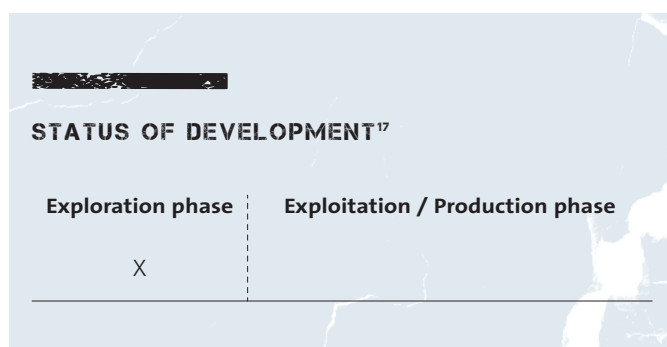 STATUS OF DEVELOPMENT¹⁷
Exploration phase Exploitation / Production phase
X